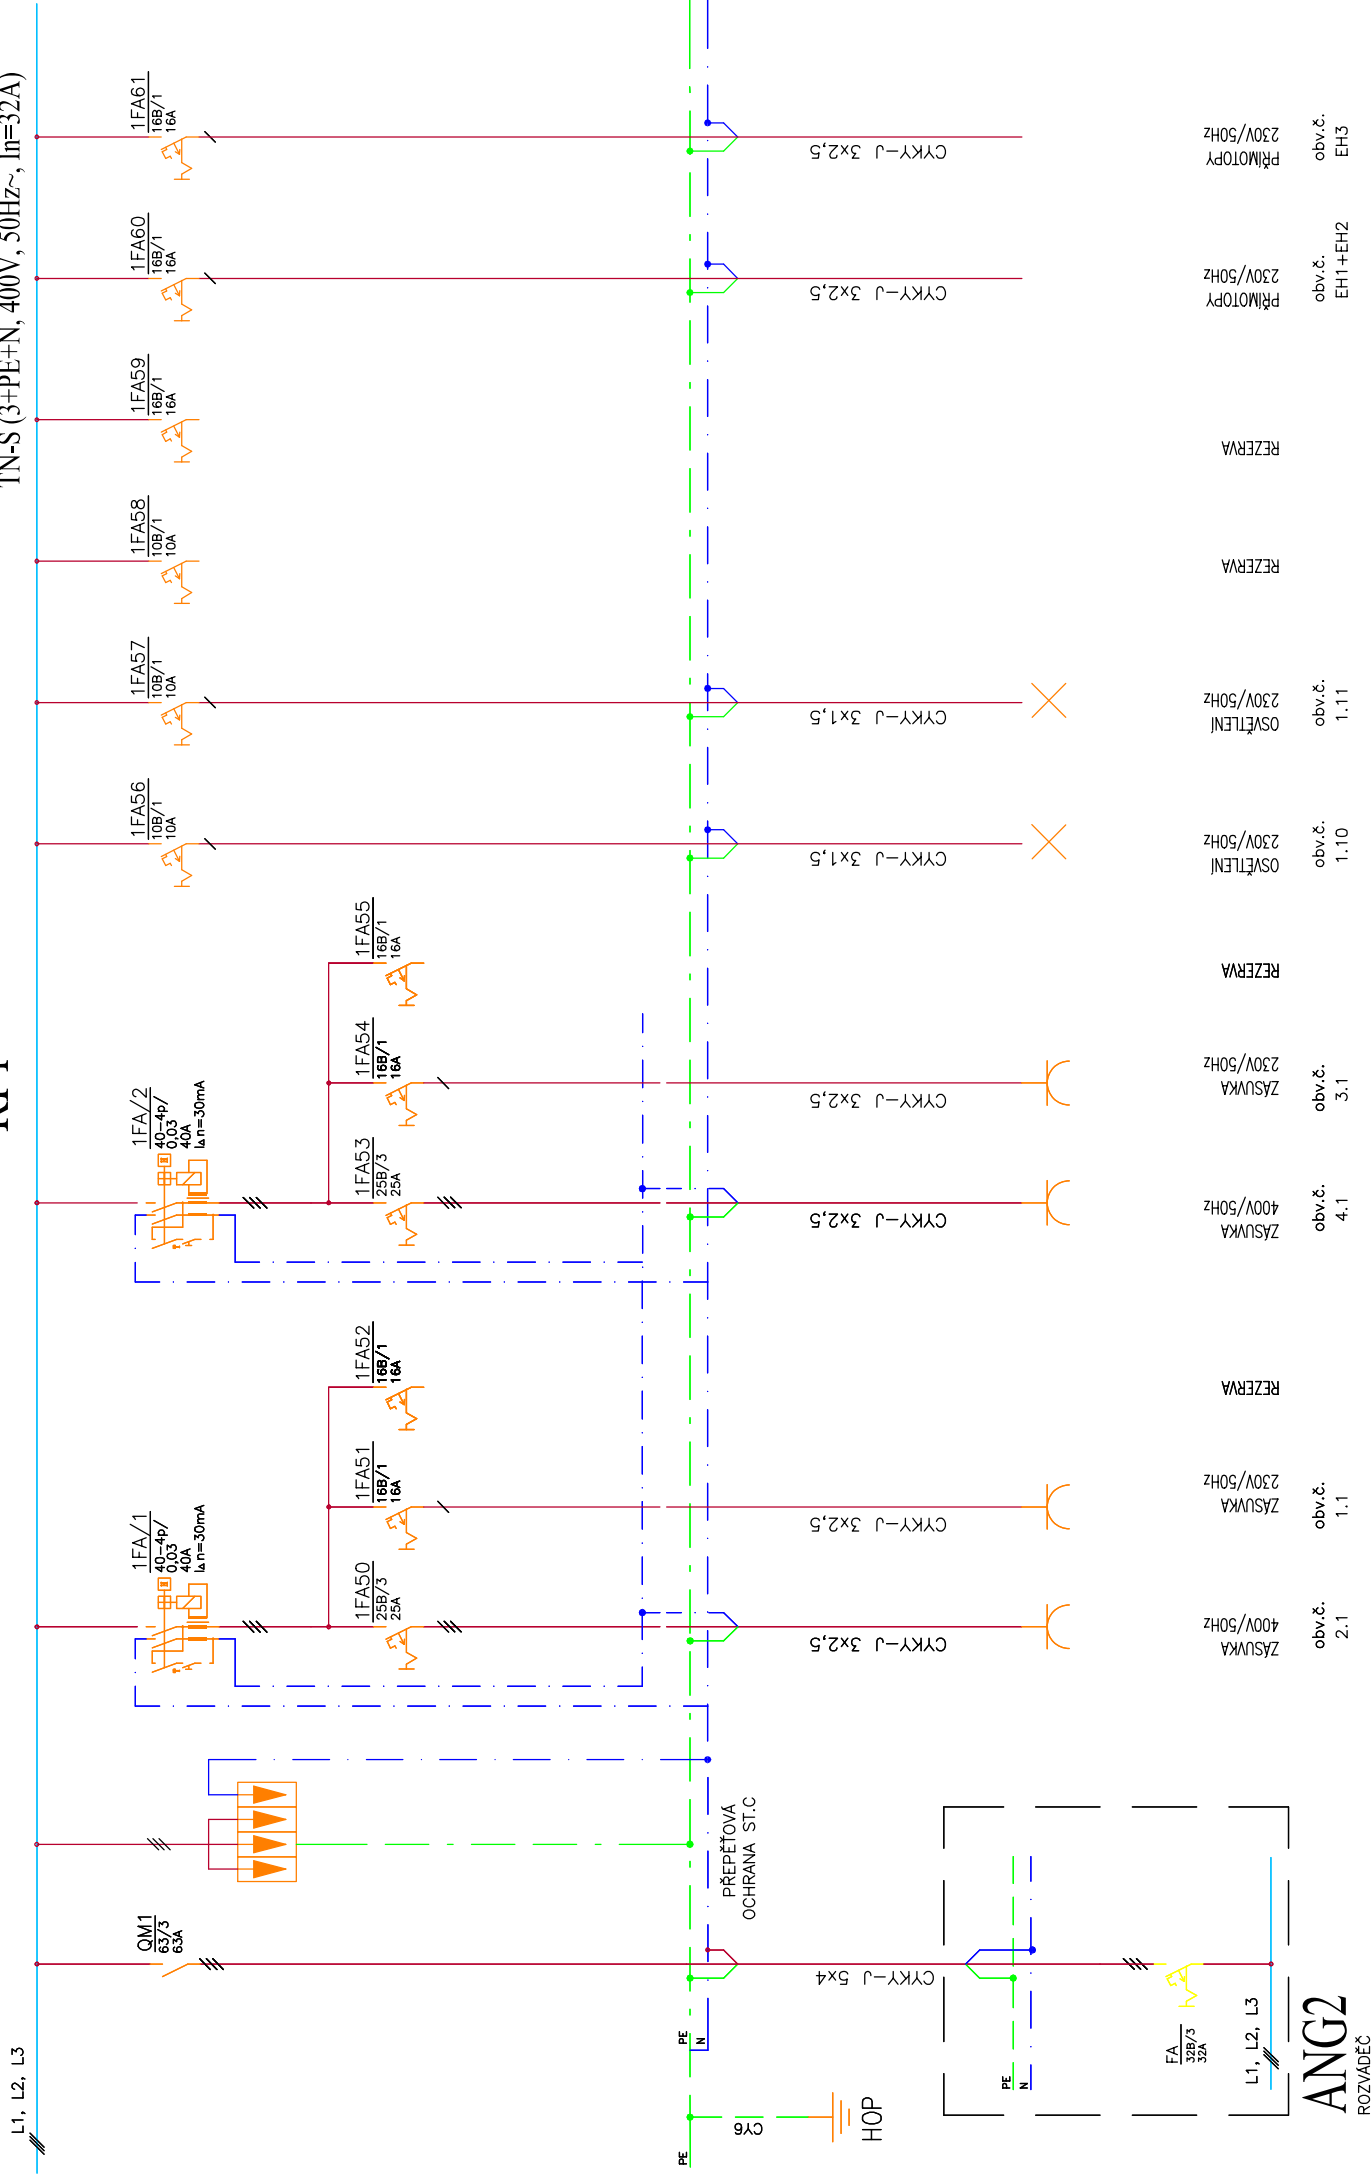 TN-S (3+PE+N, 400V, 50Hz~, In=32A)
L1, L2, L3
QM1
63/3
63A
1FA/1
40-4p/
0,03
40A
I∆n=30mA
1FA50
25B/3
25A
1FA51
16B/1
16A
1FA52
16B/1
16A
1FA/2
40-4p/
0,03
40A
I∆n=30mA
1FA53
25B/3
25A
1FA54
16B/1
16A
1FA55
16B/1
16A
1FA56
10B/1
10A
1FA57
10B/1
10A
1FA58
10B/1
10A
1FA59
16B/1
16A
1FA60
16B/1
16A
1FA61
16B/1
16A
PE
PE
N
CY6
HOP
PŘEPĚŤOVÁ
OCHRANA ST.C
CYKY-J 5x4
CYKY-J 3x2,5
CYKY-J 3x2,5
CYKY-J 3x2,5
CYKY-J 3x2,5
CYKY-J 3x1,5
CYKY-J 3x1,5
CYKY-J 3x2,5
CYKY-J 3x2,5
PE
N
FA
32B/3
32A
L1, L2, L3
ANG2
ROZVÁDĚČ
ZÁSUVKA
400V/50Hz
obv.č.
2.1
ZÁSUVKA
230V/50Hz
obv.č.
1.1
REZERVA
ZÁSUVKA
400V/50Hz
obv.č.
4.1
ZÁSUVKA
230V/50Hz
obv.č.
3.1
REZERVA
OSVĚTLENÍ
230V/50Hz
obv.č.
1.10
OSVĚTLENÍ
230V/50Hz
obv.č.
1.11
REZERVA
REZERVA
PŘÍMOTOPY
230V/50Hz
obv.č.
EH1+EH2
PŘÍMOTOPY
230V/50Hz
obv.č.
EH3